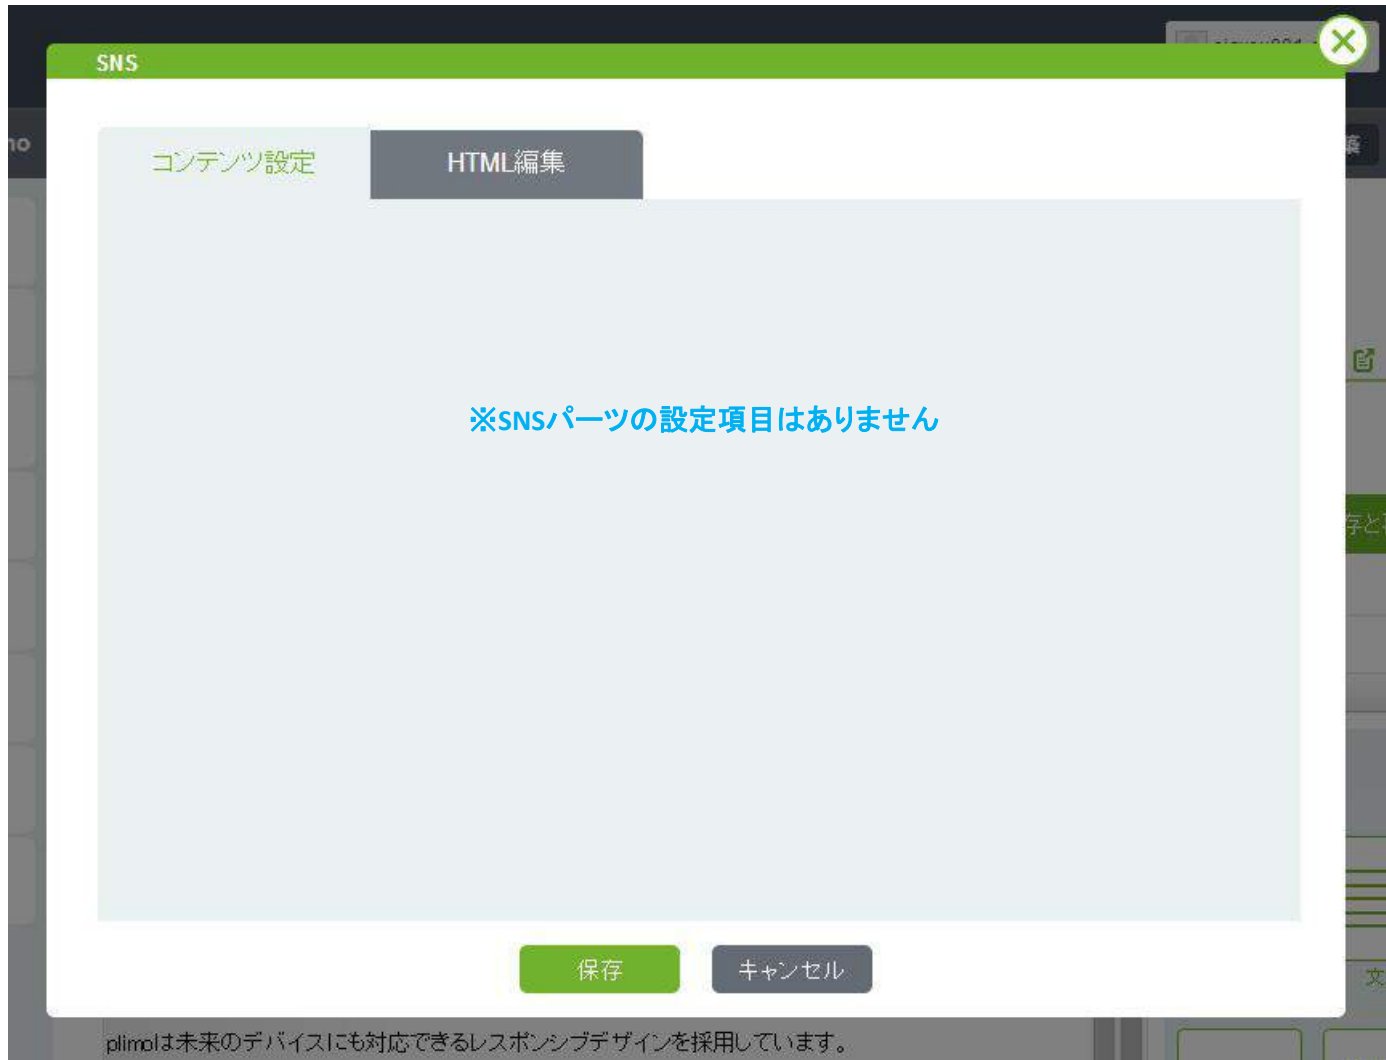 SNS
コンテンツ設定
HTML編集
※SNSパーツの設定項目はありません
保存
キャンセル
存と
文
plimolは未来のデバイスにも対応できるレスポンシブデザインを採用しています。